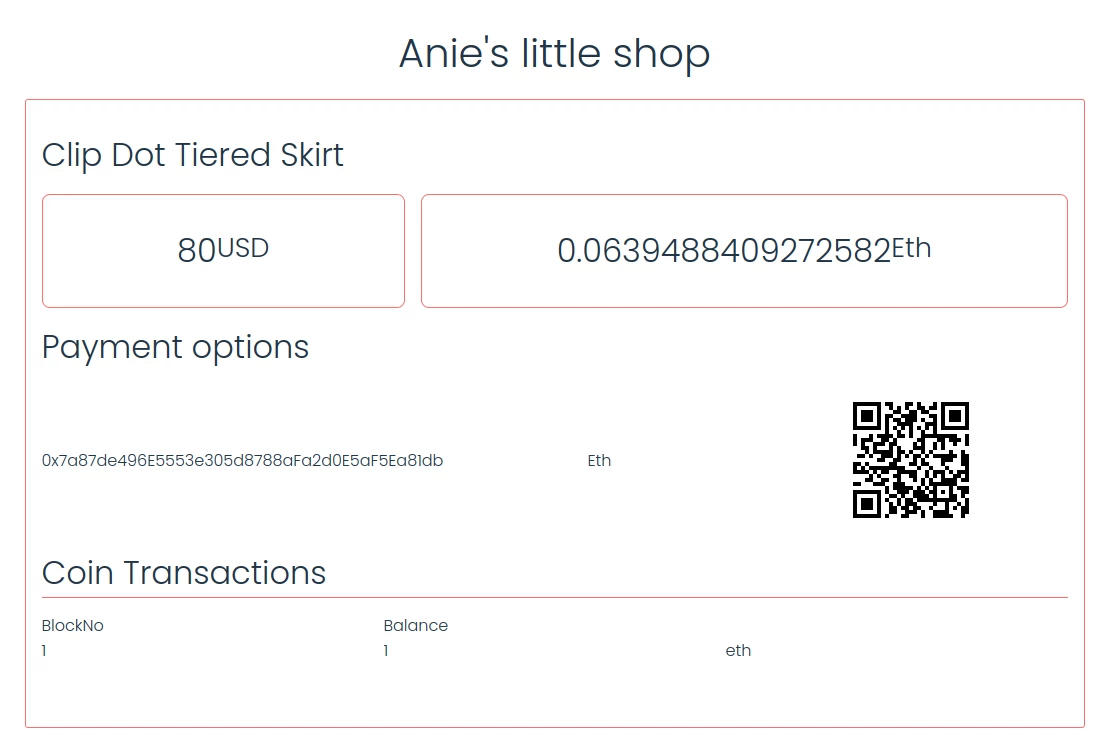 Anie's little shop
Clip Dot Tiered Skirt
80USD
0.0639488409272582Eth
Payment options
0x7a87de496E5553e305d8788aFa2d0E5aF5Ea81db Eth
Coin Transactions
BlockNo Balance
1 1 eth